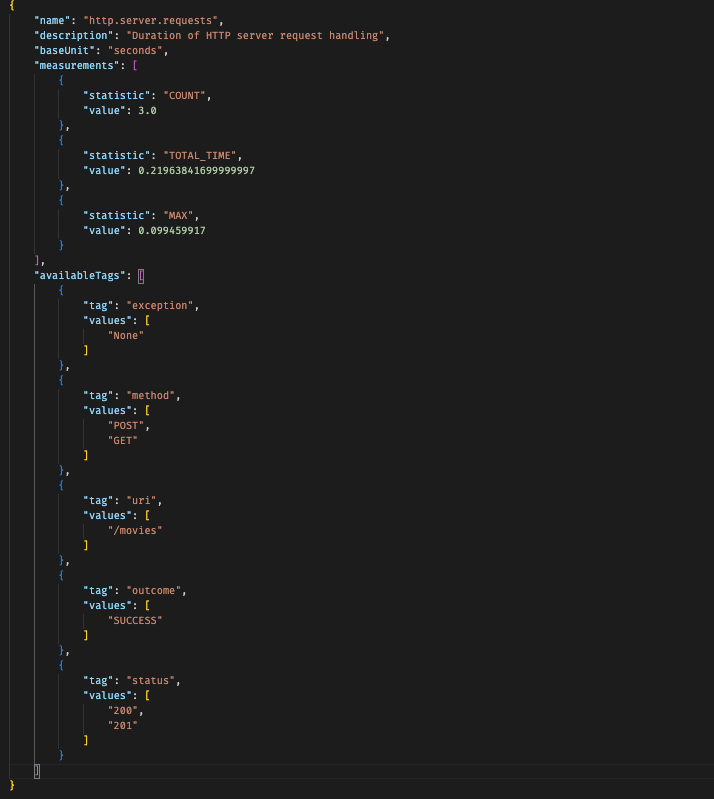 {
    "name": "http.server.requests",
    "description": "Duration of HTTP server request handling",
    "baseUnit": "seconds",
    "measurements": [
        {
            "statistic": "COUNT",
            "value": 3.0
        },
        {
            "statistic": "TOTAL_TIME",
            "value": 0.21963841699999997
        },
        {
            "statistic": "MAX",
            "value": 0.099459917
        }
    ],
    "availableTags": [
        {
            "tag": "exception",
            "values": [
                "None"
            ]
        },
        {
            "tag": "method",
            "values": [
                "POST",
                "GET"
            ]
        },
        {
            "tag": "uri",
            "values": [
                "/movies"
            ]
        },
        {
            "tag": "outcome",
            "values": [
                "SUCCESS"
            ]
        },
        {
            "tag": "status",
            "values": [
                "200",
                "201"
            ]
        }
    ]
}